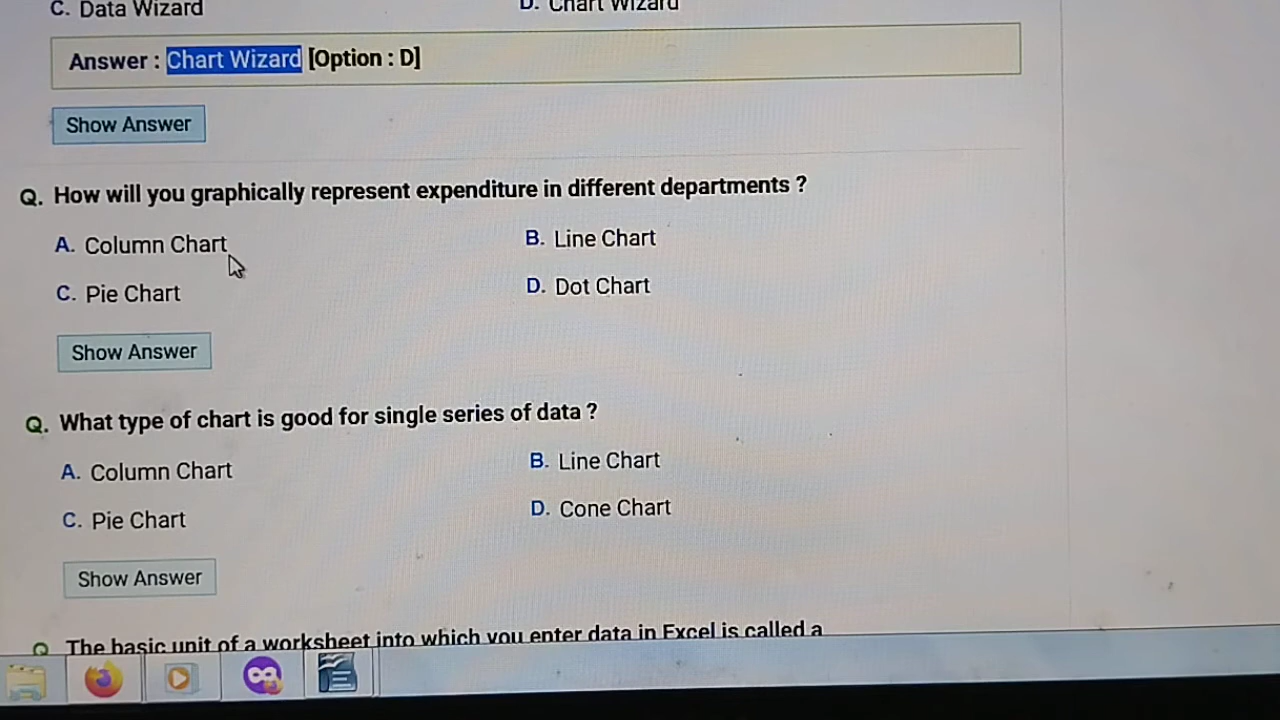 C. Data Wizard
D. Chart Wizard
Answer : Chart Wizard [Option : D]
Show Answer
Q. How will you graphically represent expenditure in different departments ?
A. Column Chart
B. Line Chart
C. Pie Chart
D. Dot Chart
Show Answer
Q. What type of chart is good for single series of data ?
A. Column Chart
B. Line Chart
C. Pie Chart
D. Cone Chart
Show Answer
Q The basic unit of a worksheet into which you enter data in Excel is called a